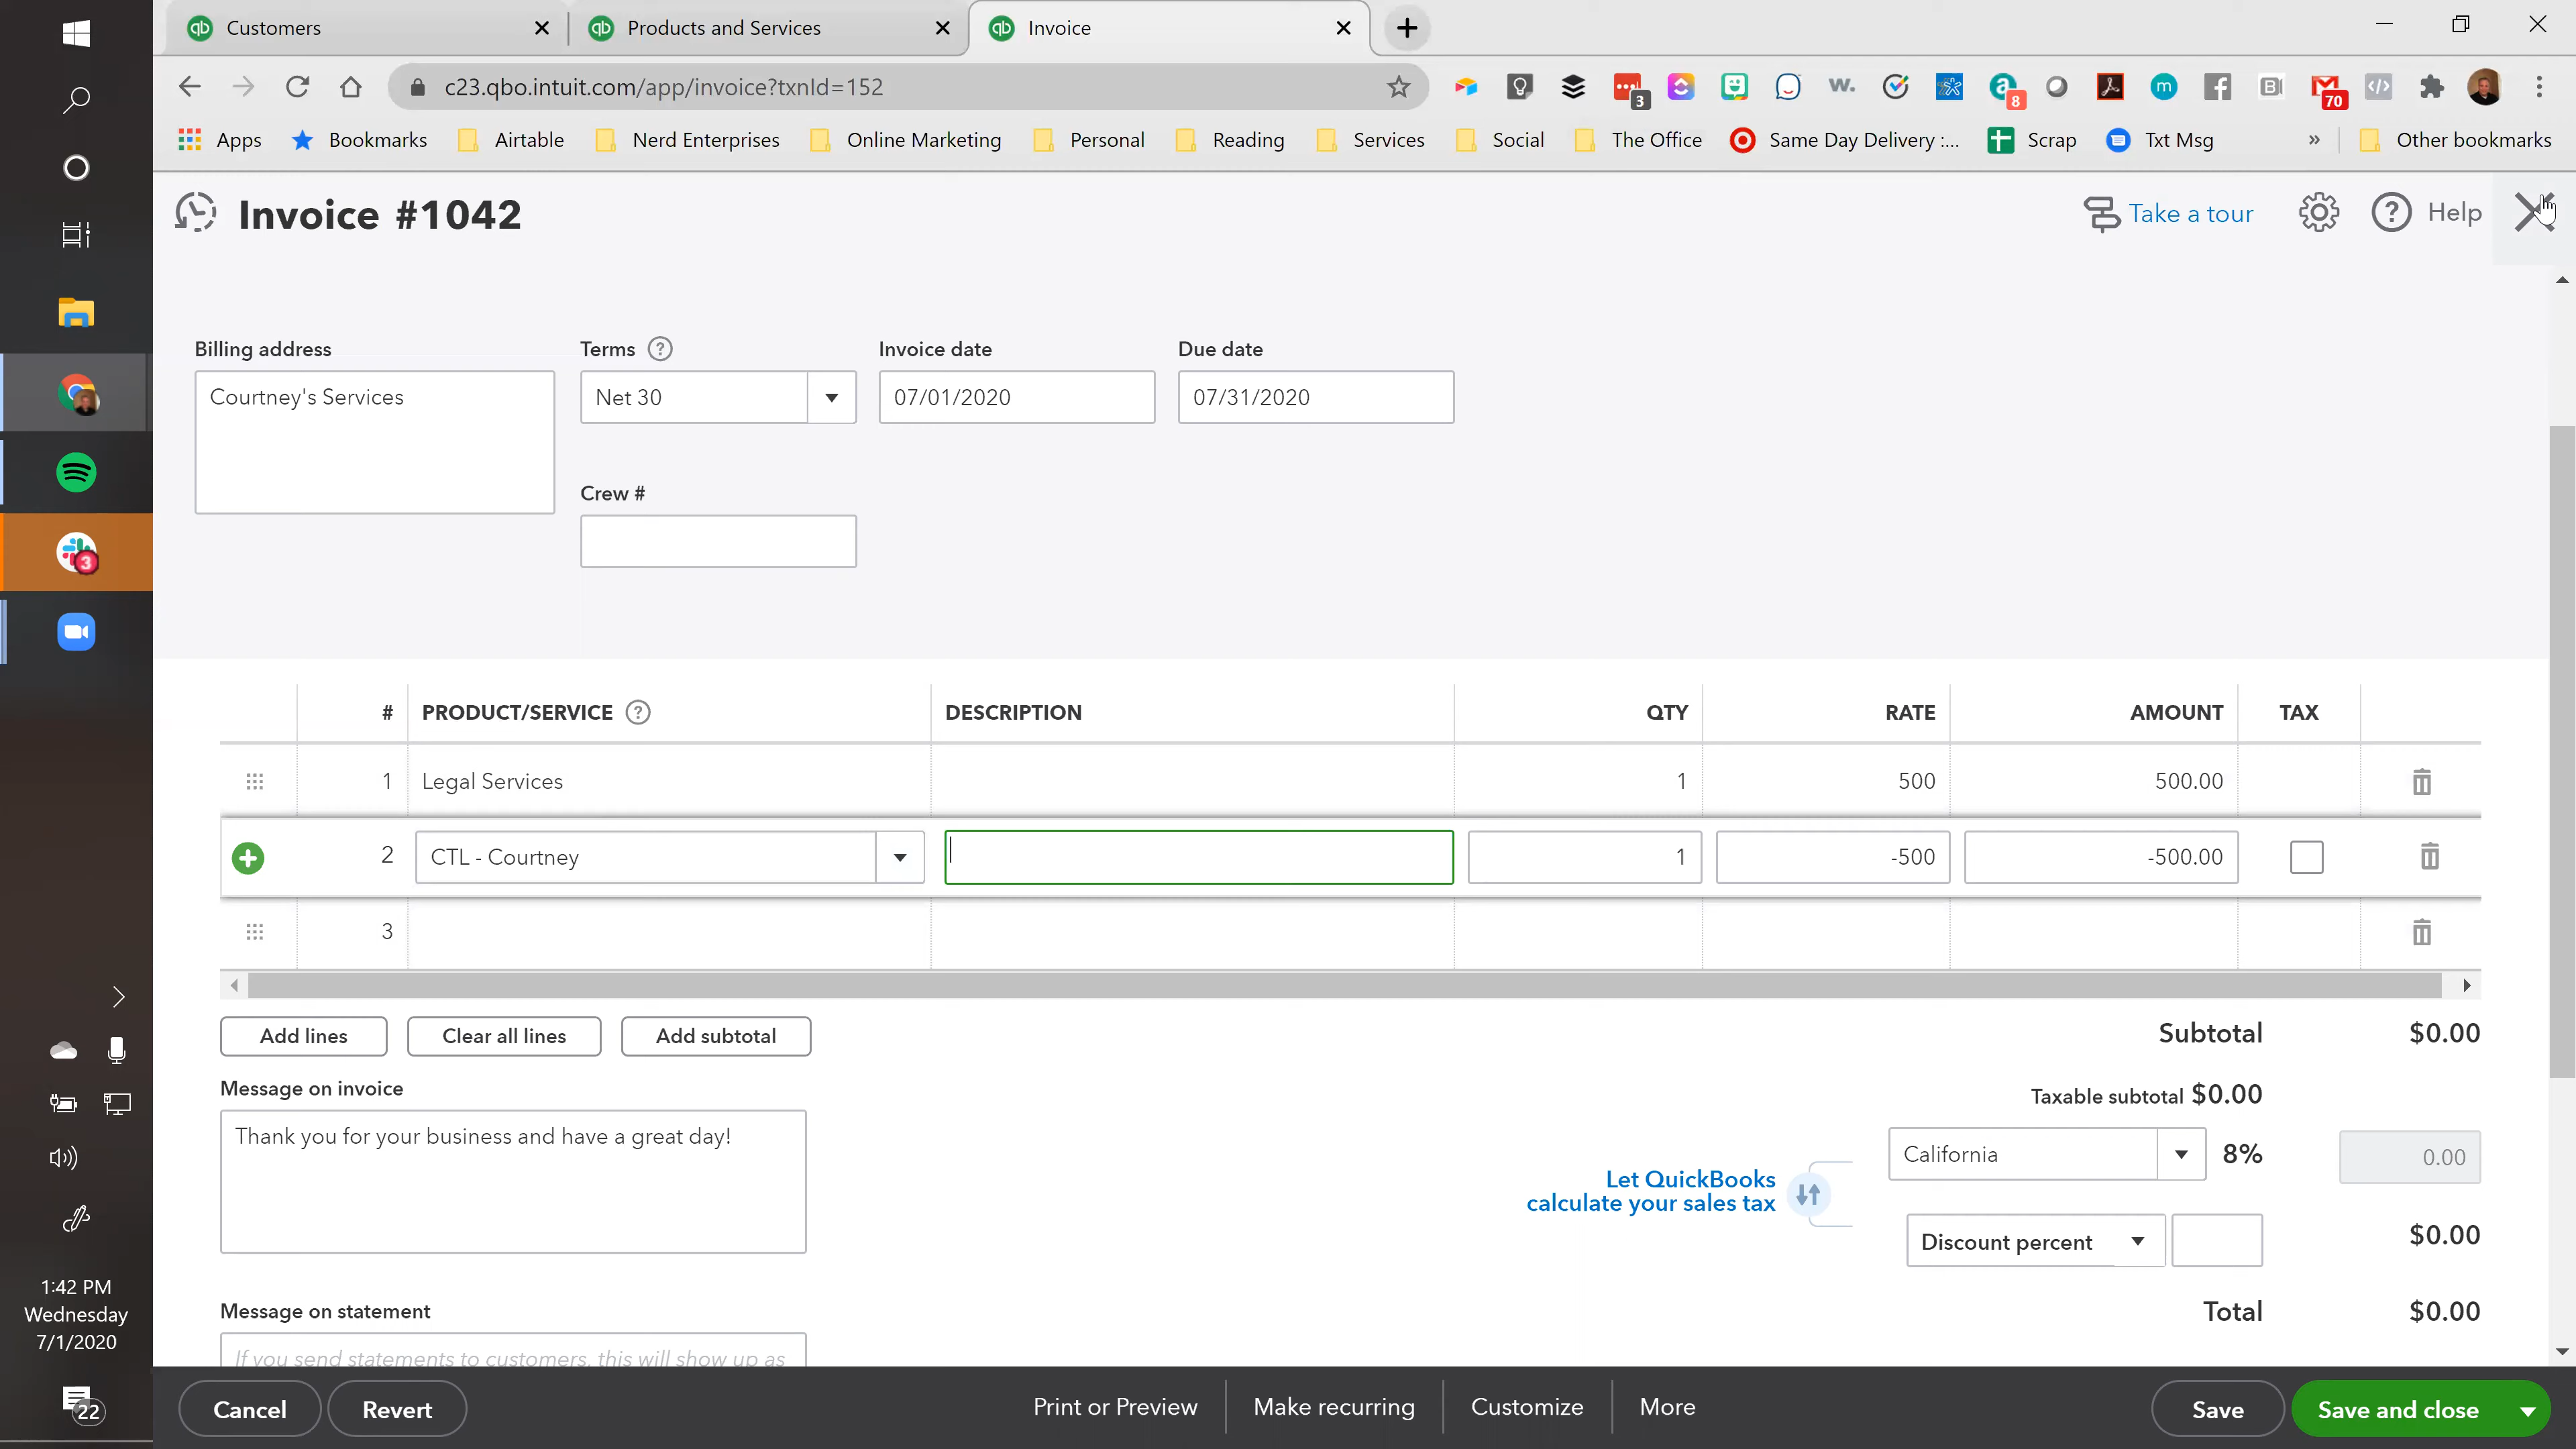 Customers
Products and Services
Invoice
c23.qbo.intuit.com/app/invoice?txnId=152
3
w.
a
8
m
B
70
Apps
Bookmarks
Airtable
Nerd Enterprises
Online Marketing
Personal
Reading
Services
Social
The Office
Same Day Delivery :...
Scrap
Txt Msg
»
Other bookmarks
Invoice #1042
Take a tour
Help
Billing address
Terms
Invoice date
Due date
Courtney's Services
Net 30
07/01/2020
07/31/2020
Crew #
3
# PRODUCT/SERVICE DESCRIPTION QTY RATE AMOUNT TAX
1 Legal Services 1 500 500.00
2 CTL - Courtney 1 -500 -500.00
3
Add lines
Clear all lines
Add subtotal
Subtotal $0.00
Message on invoice
Taxable subtotal $0.00
Thank you for your business and have a great day!
California 8% 0.00
Let QuickBooks
calculate your sales tax
Discount percent $0.00
Message on statement
Total $0.00
If you send statements to customers, this will show up as
1:42 PM
Wednesday
7/1/2020
22
Cancel
Revert
Print or Preview
Make recurring
Customize
More
Save
Save and close